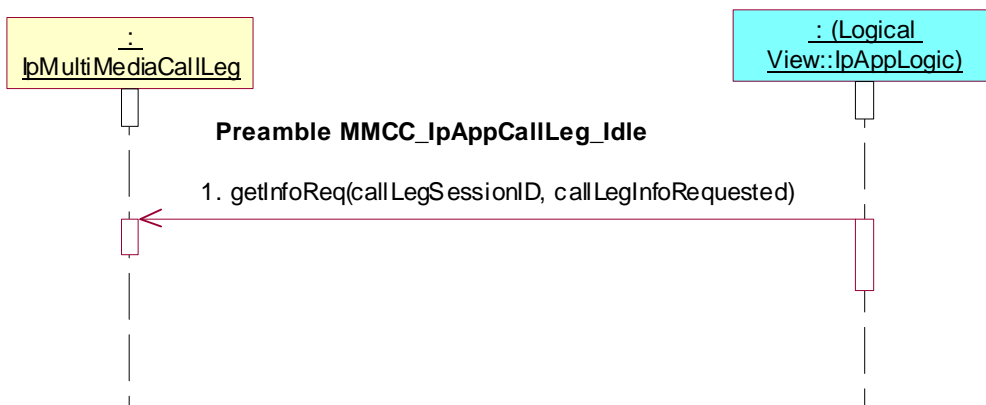 :
IpMultiMediaCallLeg
: (Logical
View::IpAppLogic)
Preamble MMCC_IpAppCallLeg_Idle
1. getInfoReq(callLegSessionID, callLegInfoRequested)